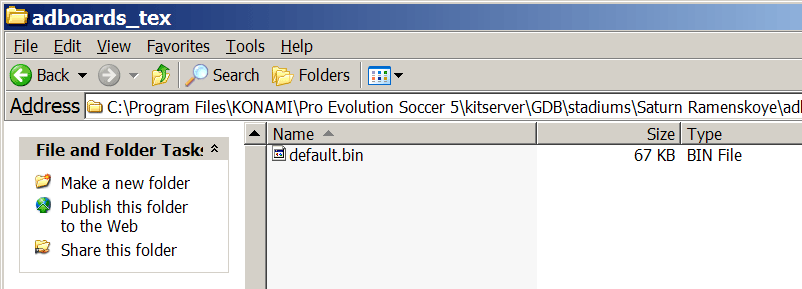 adboards_tex
File Edit View Favorites Tools Help
Back Search Folders
Address C:\Program Files\KONAMI\Pro Evolution Soccer 5\kitserver\GDB\stadiums\Saturn Ramenskoye\ad
File and Folder Tasks
Make a new folder
Publish this folder
to the Web
Share this folder
Name Size Type
default.bin 67 KB BIN File